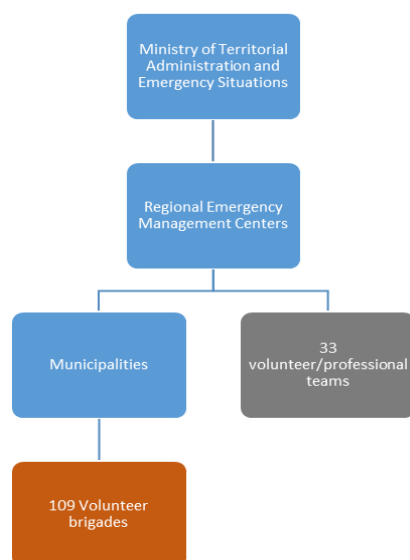 Ministry of Territorial
Administration and
Emergency Situations
Regional Emergency
Management Centers
Municipalities
33
volunteer/professional
teams
109 Volunteer
brigades